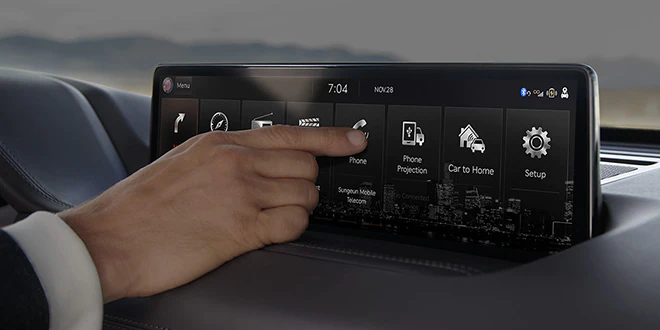 Menu
7:04
NOV.28
Phone
Phone
Projection
Car to Home
Setup
Sungeun Mobile
Telecom